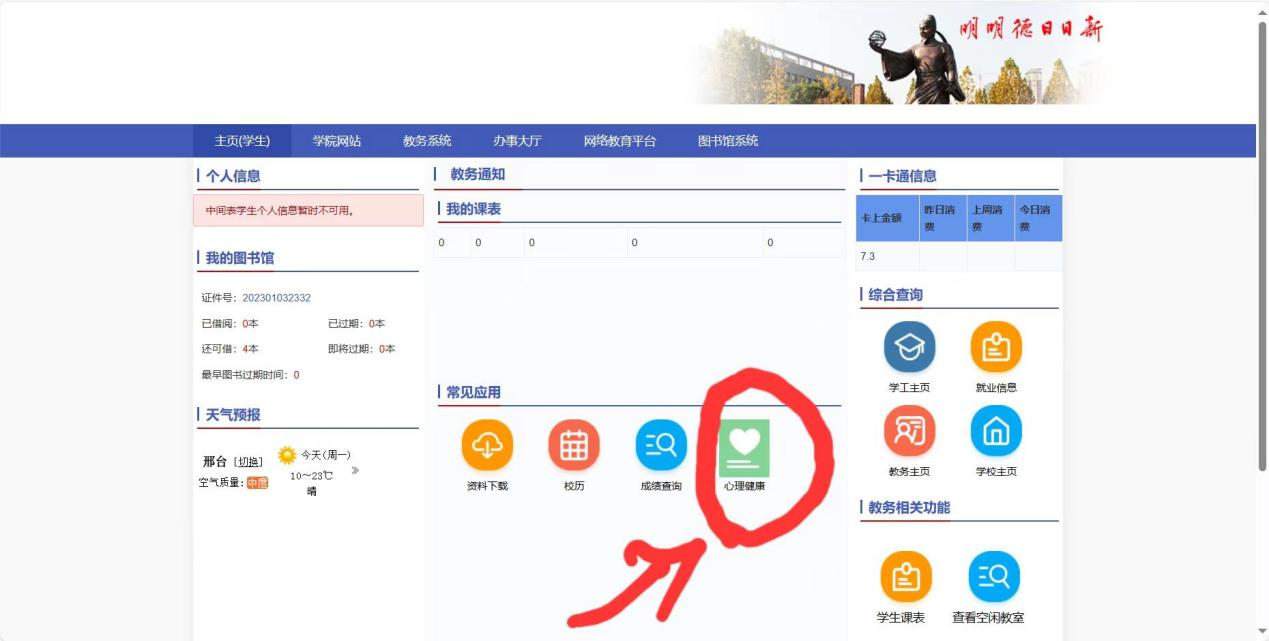 明明德日日新
主页(学生) 学院网站 教务系统 办事大厅 网络教育平台 图书馆系统
个人信息
中间表学生个人信息暂时不可用。
我的图书馆
证件号：202301032332
已借阅：0本 已过期：0本
还可借：4本 即将过期：0本
最早图书过期时间：0
天气预报
邢台 [切换] 今天(周一)
10～23℃
空气质量：中度
晴
教务通知
我的课表
0 0 0 0 0
常见应用
资料下载 校历 成绩查询 心理健康
一卡通信息
卡上金额 昨日消费 上周消费 今日消费
7.3
综合查询
学工主页 就业信息
教务主页 学校主页
教务相关功能
学生课表 查看空闲教室